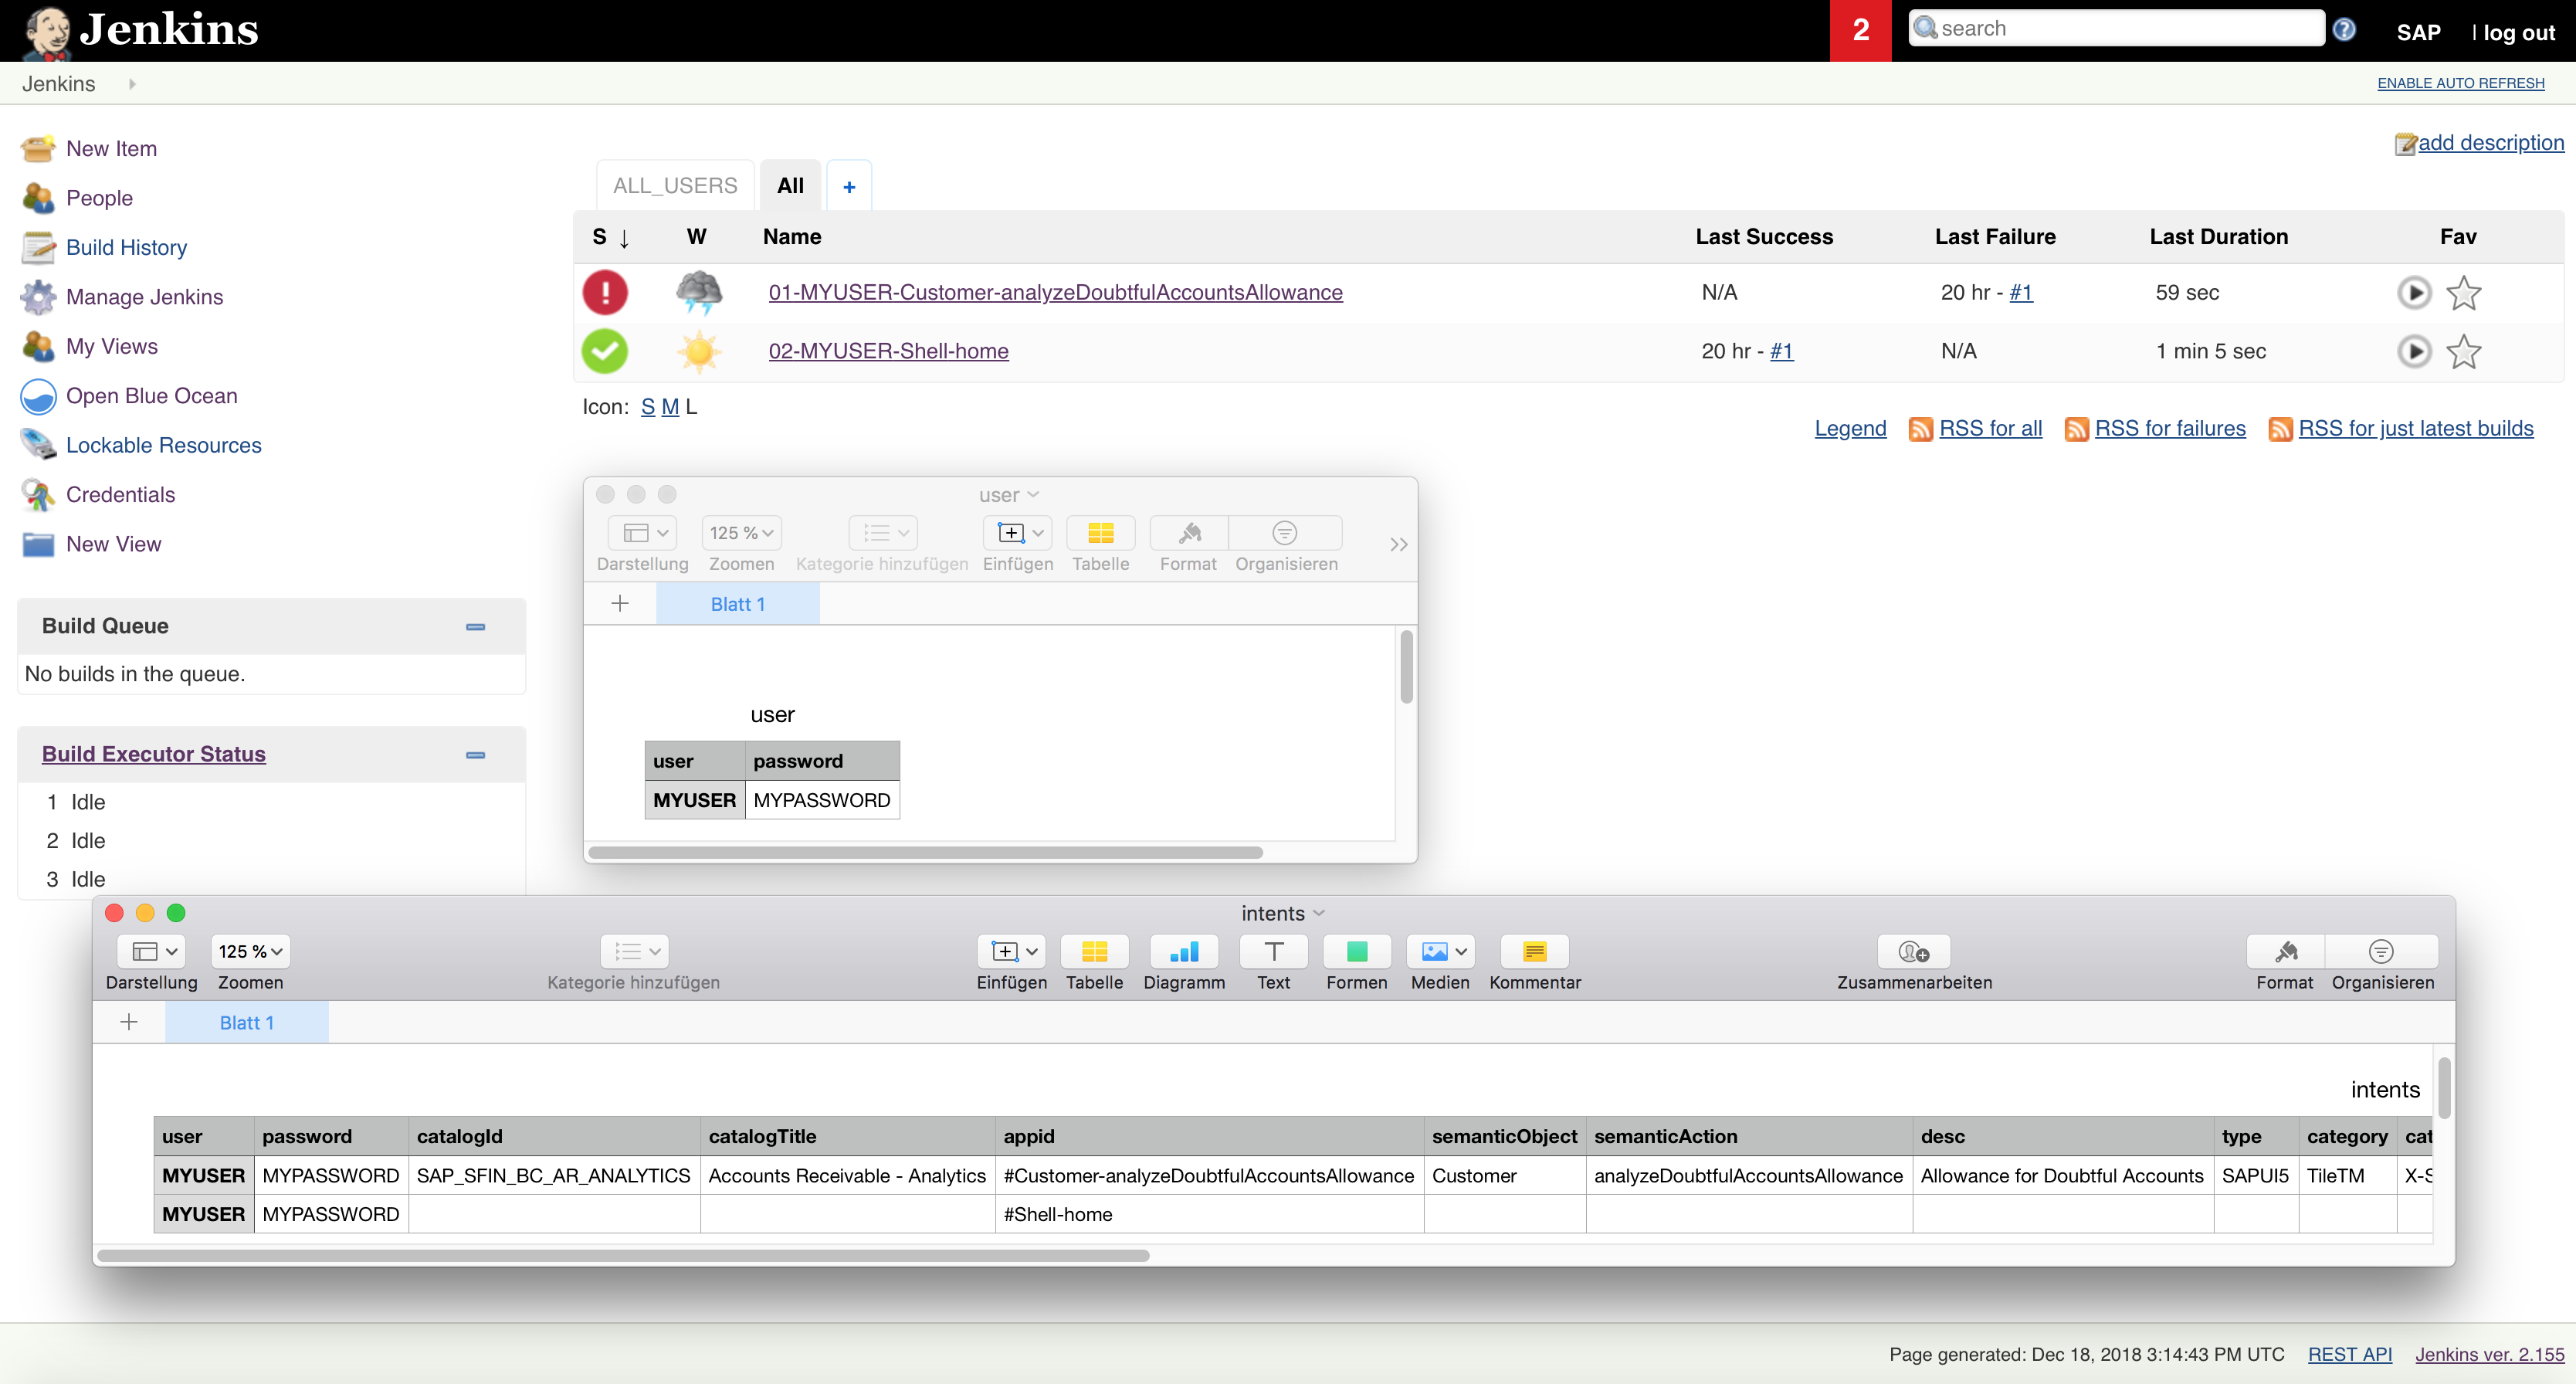 Jenkins
2
search
SAP | log out
Jenkins
ENABLE AUTO REFRESH
New Item
People
Build History
Manage Jenkins
My Views
Open Blue Ocean
Lockable Resources
Credentials
New View
Build Queue
No builds in the queue.
Build Executor Status
1 Idle
2 Idle
3 Idle
add description
ALL_USERS All +
S ↓ W Name Last Success Last Failure Last Duration Fav
01-MYUSER-Customer-analyzeDoubtfulAccountsAllowance N/A 20 hr - #1 59 sec
02-MYUSER-Shell-home 20 hr - #1 N/A 1 min 5 sec
Icon: S M L
Legend RSS for all RSS for failures RSS for just latest builds
user
125 %
Darstellung Zoomen Kategorie hinzufügen Einfügen Tabelle Format Organisieren
+ Blatt 1
user
user password
MYUSER MYPASSWORD
intents
125 %
Darstellung Zoomen Kategorie hinzufügen Einfügen Tabelle Diagramm Text Formen Medien Kommentar Zusammenarbeiten Format Organisieren
+ Blatt 1
intents
user password catalogId catalogTitle appid semanticObject semanticAction desc type category cat
MYUSER MYPASSWORD SAP_SFIN_BC_AR_ANALYTICS Accounts Receivable - Analytics #Customer-analyzeDoubtfulAccountsAllowance Customer analyzeDoubtfulAccountsAllowance Allowance for Doubtful Accounts SAPUI5 TileTM X-S
MYUSER MYPASSWORD #Shell-home
Page generated: Dec 18, 2018 3:14:43 PM UTC REST API Jenkins ver. 2.155